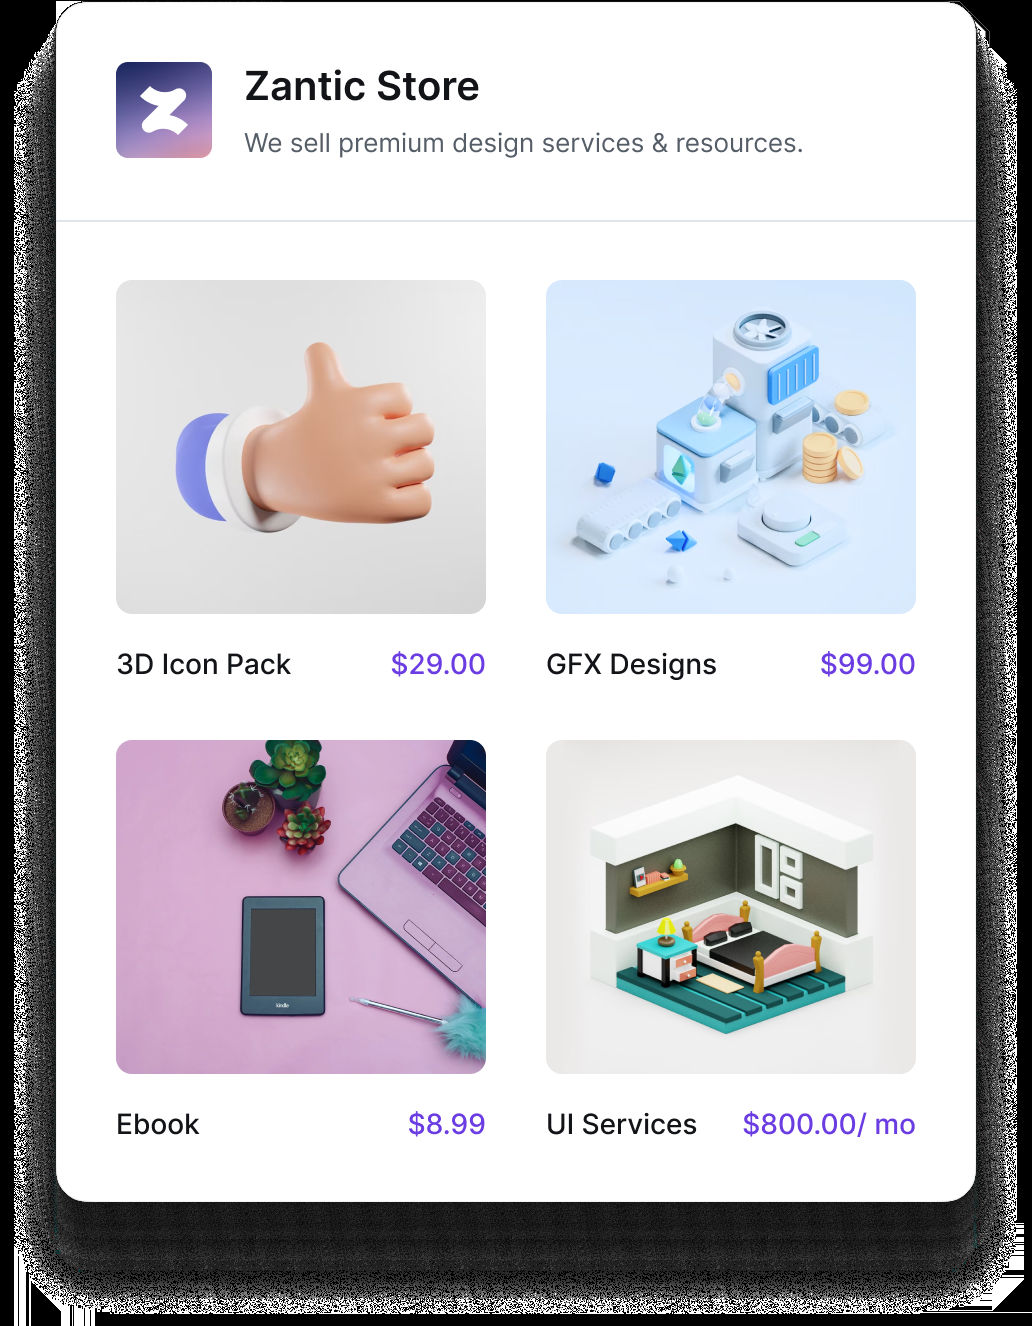 Zantic Store
We sell premium design services & resources.
3D Icon Pack $29.00
GFX Designs $99.00
kindle
Ebook $8.99
UI Services $800.00/ mo